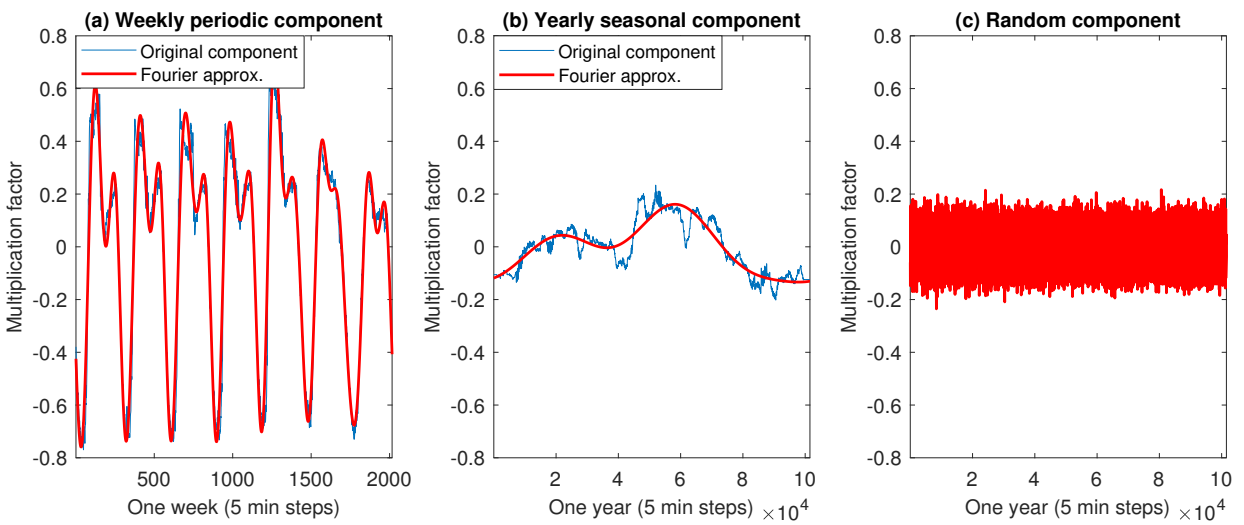 (a) Weekly periodic component
0.8
0.6
0.4
0.2
0
-0.2
-0.4
-0.6
-0.8
Multiplication factor
Original component
Fourier approx.
500 1000 1500 2000
One week (5 min steps)
(b) Yearly seasonal component
0.8
0.6
0.4
0.2
0
-0.2
-0.4
-0.6
-0.8
Multiplication factor
Original component
Fourier approx.
2 4 6 8 10
One year (5 min steps) ×10⁴
(c) Random component
0.8
0.6
0.4
0.2
0
-0.2
-0.4
-0.6
-0.8
Multiplication factor
2 4 6 8 10
One year (5 min steps) ×10⁴